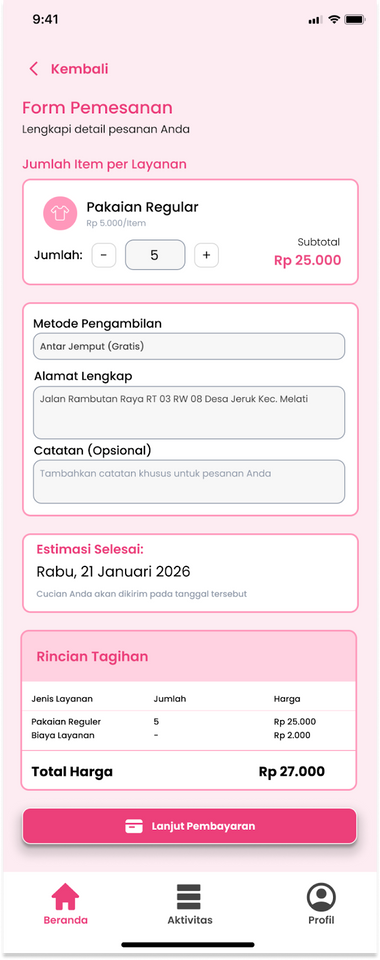 9:41
Kembali
Form Pemesanan
Lengkapi detail pesanan Anda
Jumlah Item per Layanan
Pakaian Regular
Rp 5.000/Item
Jumlah: - 5 +
Subtotal
Rp 25.000
Metode Pengambilan
Antar Jemput (Gratis)
Alamat Lengkap
Jalan Rambutan Raya RT 03 RW 08 Desa Jeruk Kec. Melati
Catatan (Opsional)
Tambahkan catatan khusus untuk pesanan Anda
Estimasi Selesai:
Rabu, 21 Januari 2026
Cucian Anda akan dikirim pada tanggal tersebut
Rincian Tagihan
Jenis Layanan Jumlah Harga
Pakaian Reguler 5 Rp 25.000
Biaya Layanan - Rp 2.000
Total Harga Rp 27.000
Lanjut Pembayaran
Beranda Aktivitas Profil